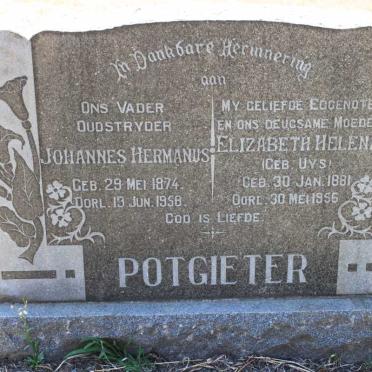 In Dankbare Herinnering
aan
Ons Vader
Oudstryder
Johannes Hermanus
Geb. 29 Mei 1874.
Oorl. 19 Jun. 1958.
My geliefde Eggenote
en ons deugsame Moeder
Elizabeth Helena
(Geb. Uys)
Geb. 30 Jan. 1881
Oorl. 30 Mei 1956
God is Liefde.
POTGIETER